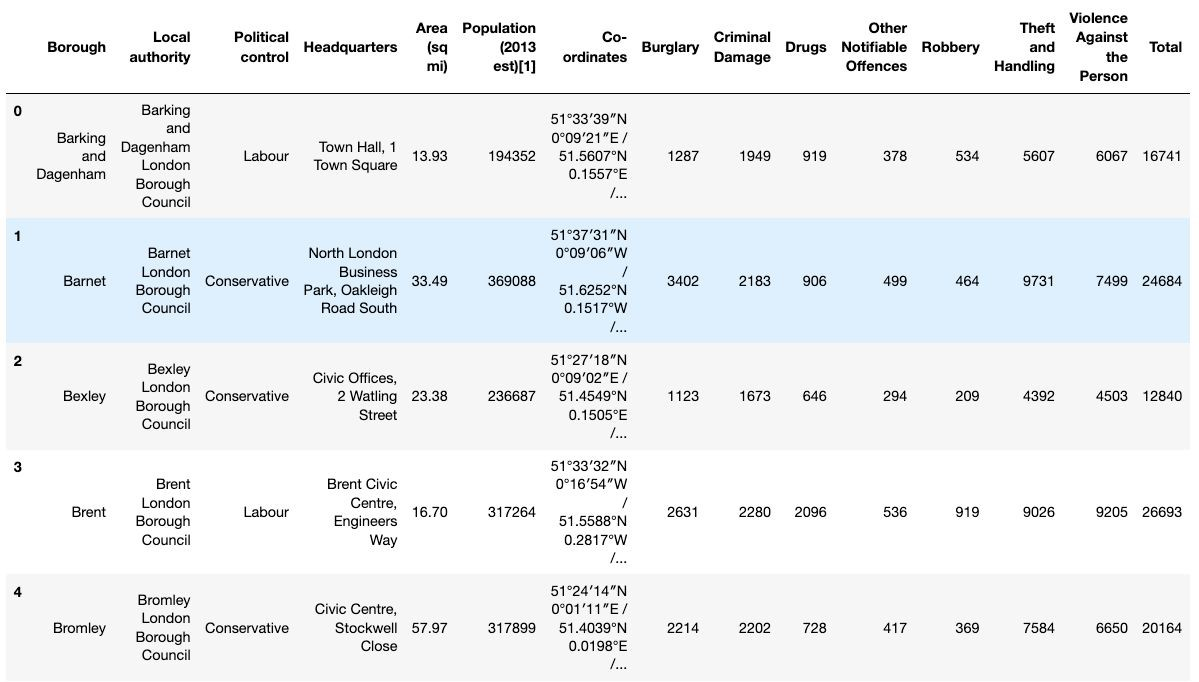 Borough Local authority Political control Headquarters Area (sq mi) Population (2013 est)[1] Co-ordinates Burglary Criminal Damage Drugs Other Notifiable Offences Robbery Theft and Handling Violence Against the Person Total
0 Barking and Dagenham Barking and Dagenham London Borough Council Labour Town Hall, 1 Town Square 13.93 194352 51°33′39″N 0°09′21″E / 51.5607°N 0.1557°E /... 1287 1949 919 378 534 5607 6067 16741
1 Barnet Barnet London Borough Council Conservative North London Business Park, Oakleigh Road South 33.49 369088 51°37′31″N 0°09′06″W / 51.6252°N 0.1517°W /... 3402 2183 906 499 464 9731 7499 24684
2 Bexley Bexley London Borough Council Conservative Civic Offices, 2 Watling Street 23.38 236687 51°27′18″N 0°09′02″E / 51.4549°N 0.1505°E /... 1123 1673 646 294 209 4392 4503 12840
3 Brent Brent London Borough Council Labour Brent Civic Centre, Engineers Way 16.70 317264 51°33′32″N 0°16′54″W / 51.5588°N 0.2817°W /... 2631 2280 2096 536 919 9026 9205 26693
4 Bromley Bromley London Borough Council Conservative Civic Centre, Stockwell Close 57.97 317899 51°24′14″N 0°01′11″E / 51.4039°N 0.0198°E /... 2214 2202 728 417 369 7584 6650 20164